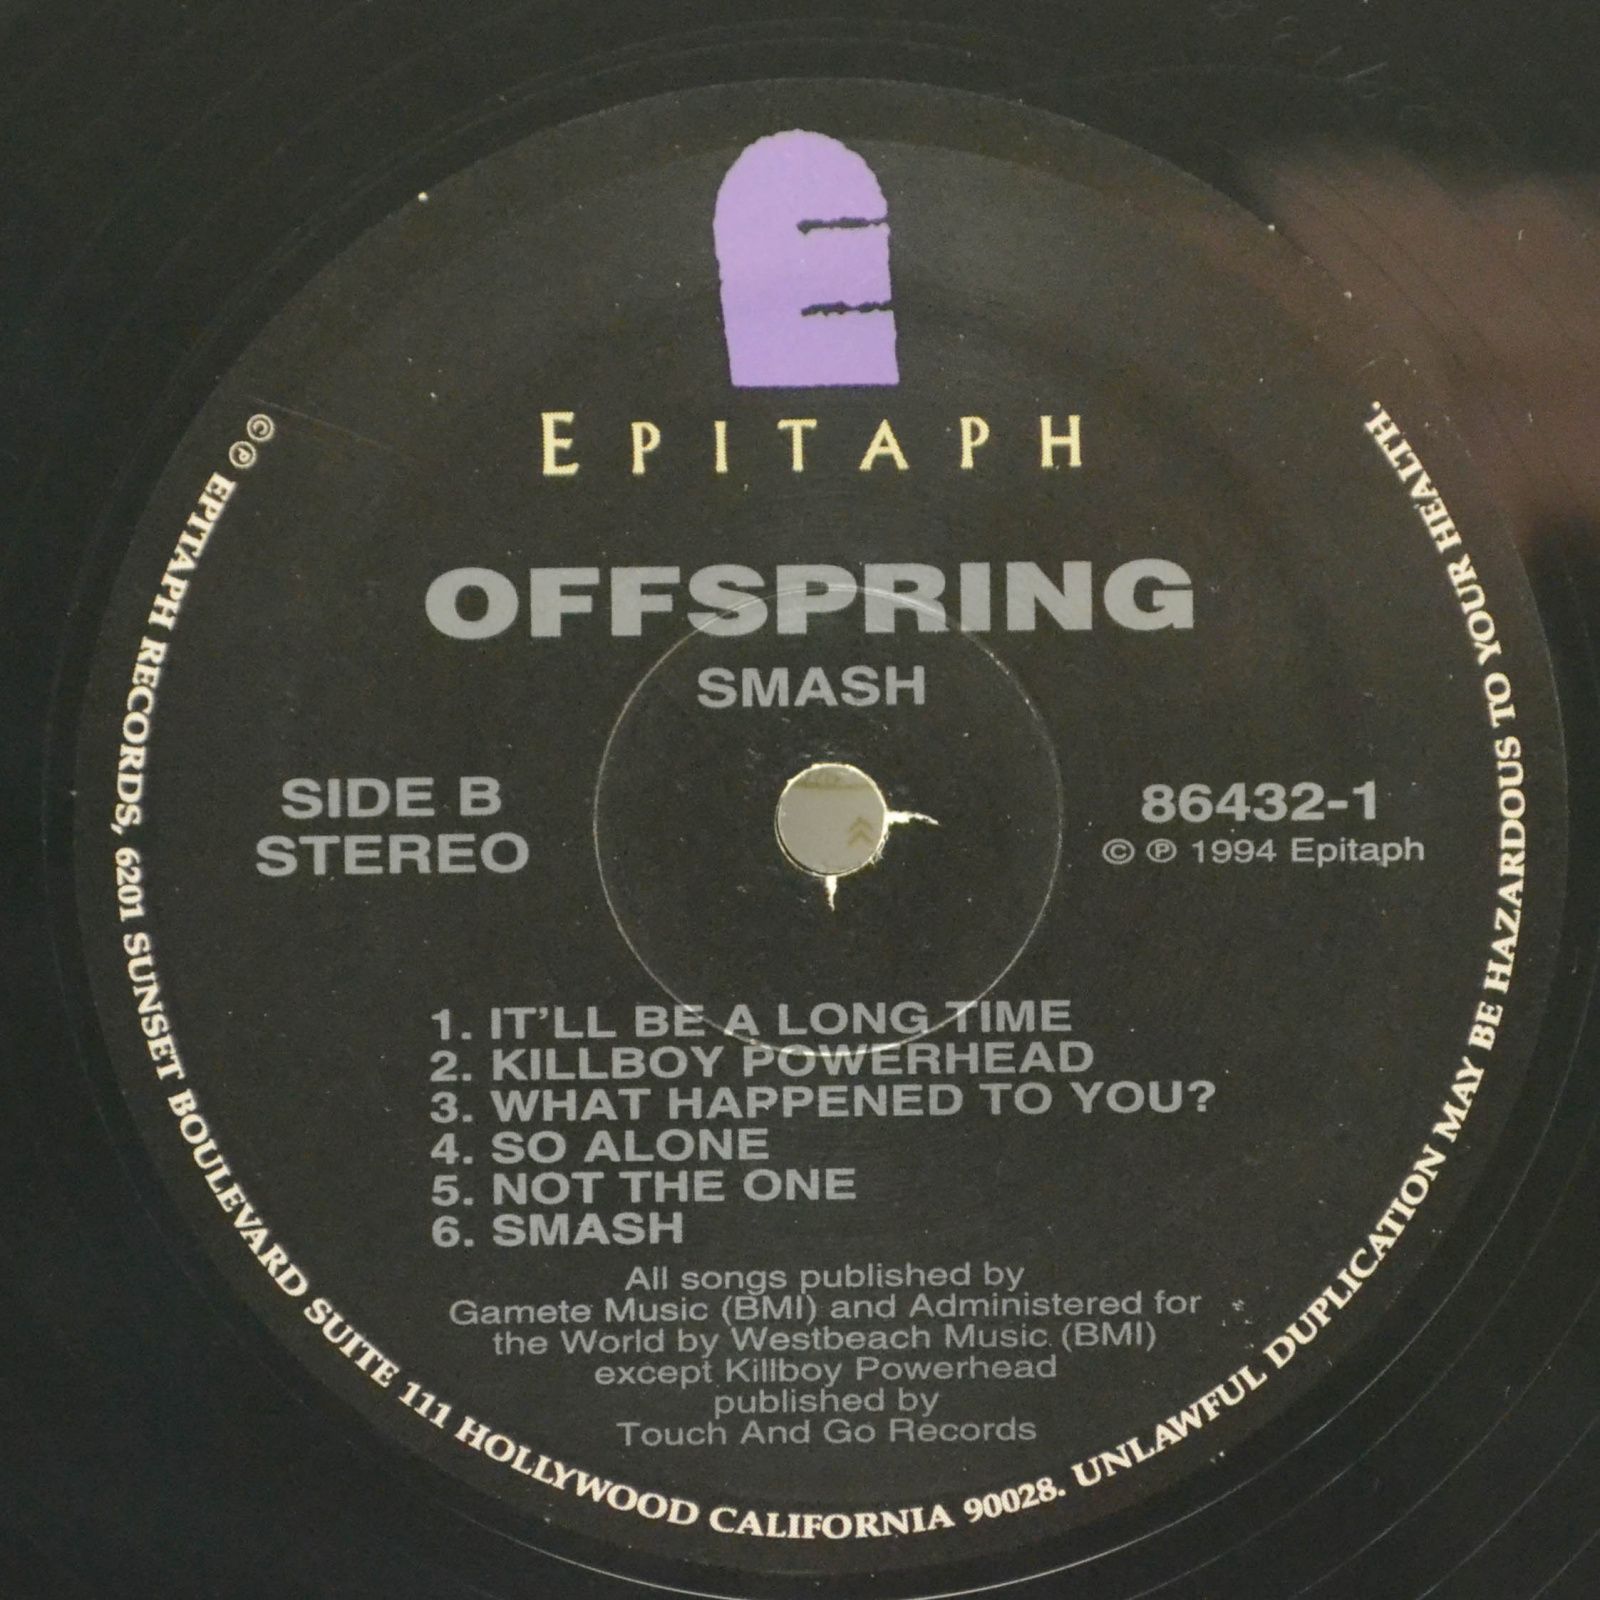 EPITAPH
OFFSPRING
SMASH
SIDE B
STEREO
86432-1
© ℗ 1994 Epitaph
1. IT'LL BE A LONG TIME
2. KILLBOY POWERHEAD
3. WHAT HAPPENED TO YOU?
4. SO ALONE
5. NOT THE ONE
6. SMASH
All songs published by
Gamete Music (BMI) and Administered for
the World by Westbeach Music (BMI)
except Killboy Powerhead
published by
Touch And Go Records
© ℗ EPITAPH RECORDS, 6201 SUNSET BOULEVARD SUITE 111 HOLLYWOOD CALIFORNIA 90028. UNLAWFUL DUPLICATION MAY BE HAZARDOUS TO YOUR HEALTH.